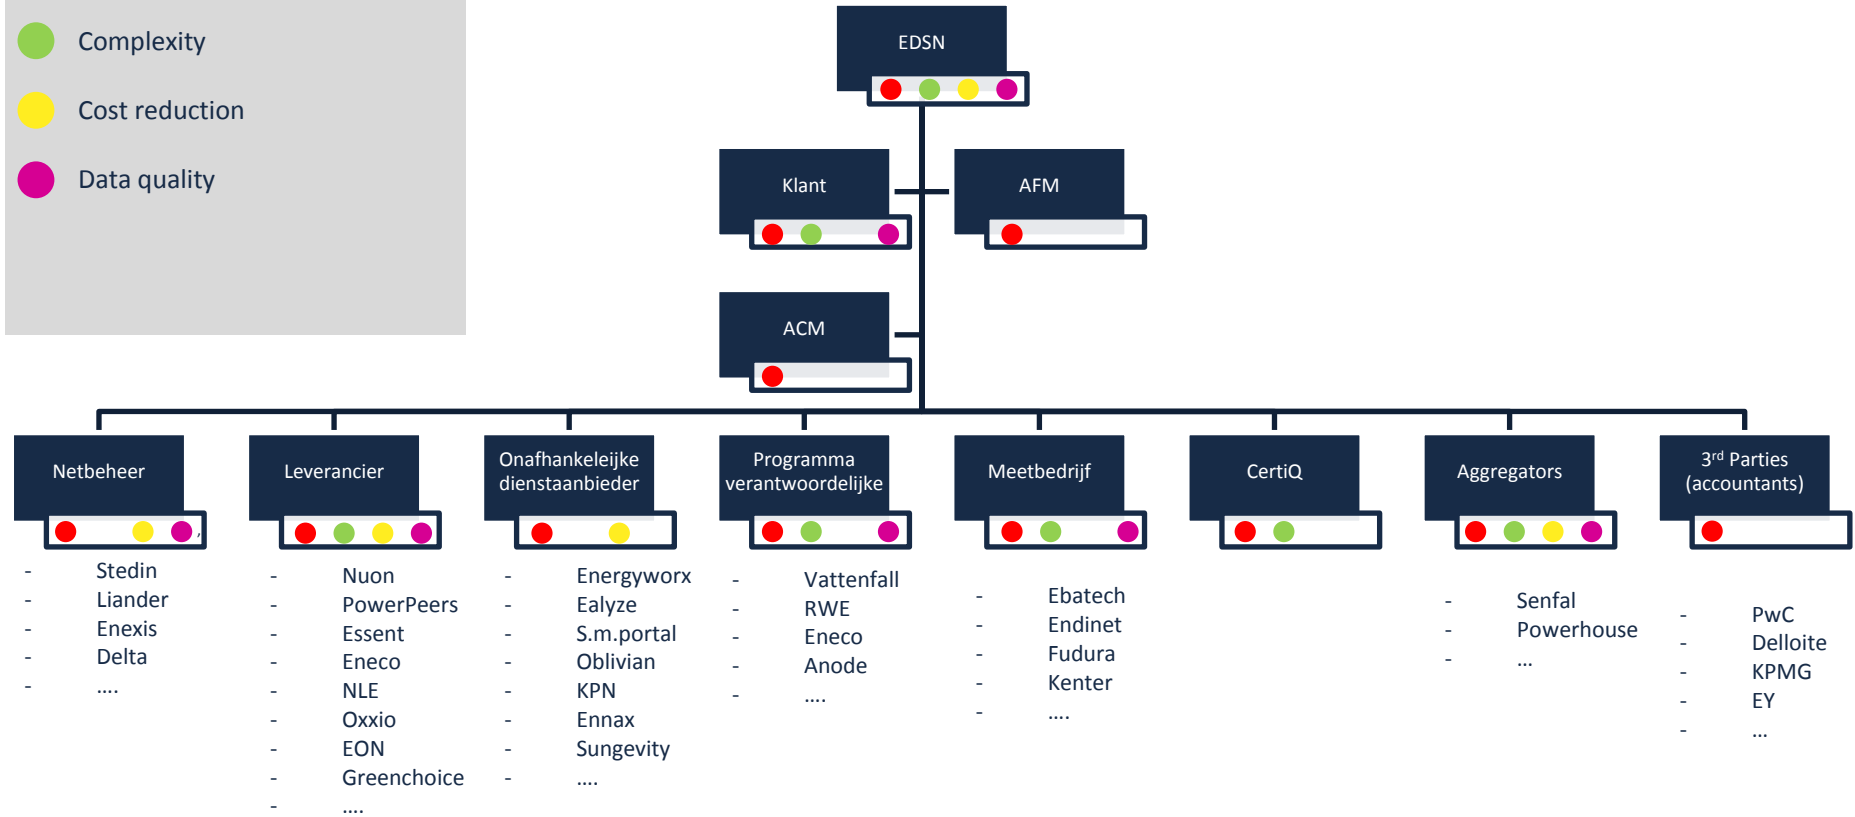 Complexity
Cost reduction
Data quality
EDSN
Klant
AFM
ACM
Netbeheer
,
- Stedin
- Liander
- Enexis
- Delta
- ….
Leverancier
- Nuon
- PowerPeers
- Essent
- Eneco
- NLE
- Oxxio
- EON
- Greenchoice
- ….
Onafhankeleijke
dienstaanbieder
- Energyworx
- Ealyze
- S.m.portal
- Oblivian
- KPN
- Ennax
- Sungevity
- ….
Programma
verantwoordelijke
- Vattenfall
- RWE
- Eneco
- Anode
- ….
Meetbedrijf
- Ebatech
- Endinet
- Fudura
- Kenter
- ….
CertiQ
Aggregators
- Senfal
- Powerhouse
- …
3rd Parties
(accountants)
- PwC
- Delloite
- KPMG
- EY
- …